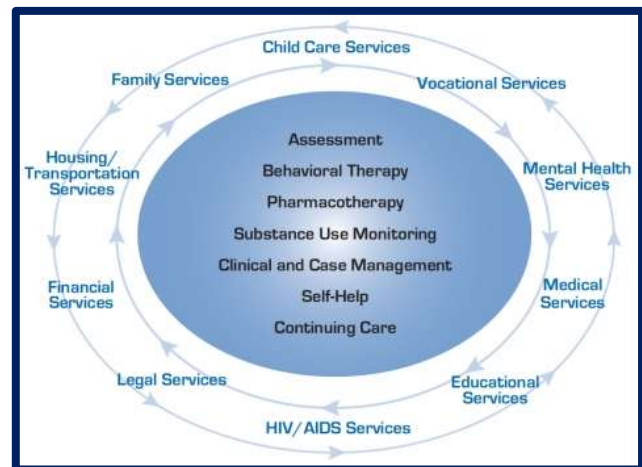 Child Care Services
Family Services
Vocational Services
Housing/
Transportation
Services
Mental Health
Services
Assessment
Behavioral Therapy
Pharmacotherapy
Substance Use Monitoring
Clinical and Case Management
Self-Help
Continuing Care
Financial
Services
Medical
Services
Legal Services
Educational
Services
HIV/AIDS Services